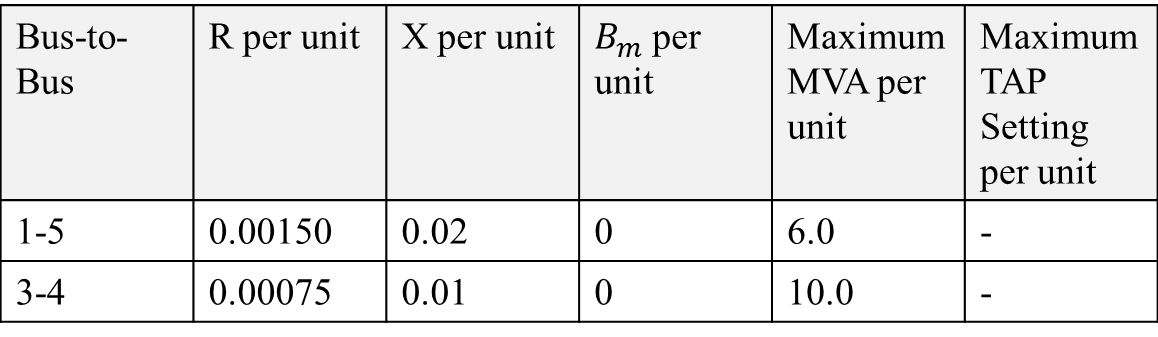 Bus-to-Bus R per unit X per unit B_m per unit Maximum MVA per unit Maximum TAP Setting per unit
1-5 0.00150 0.02 0 6.0 -
3-4 0.00075 0.01 0 10.0 -